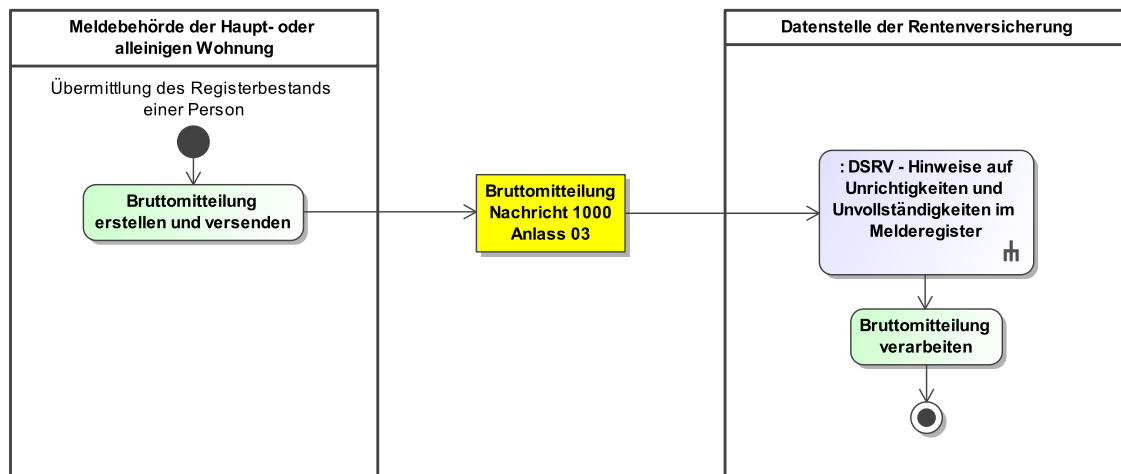 Meldebehörde der Haupt- oder
alleinigen Wohnung
Übermittlung des Registerbestands
einer Person
Bruttomitteilung
erstellen und versenden
Bruttomitteilung
Nachricht 1000
Anlass 03
Datenstelle der Rentenversicherung
: DSRV - Hinweise auf
Unrichtigkeiten und
Unvollständigkeiten im
Melderegister
Bruttomitteilung
verarbeiten